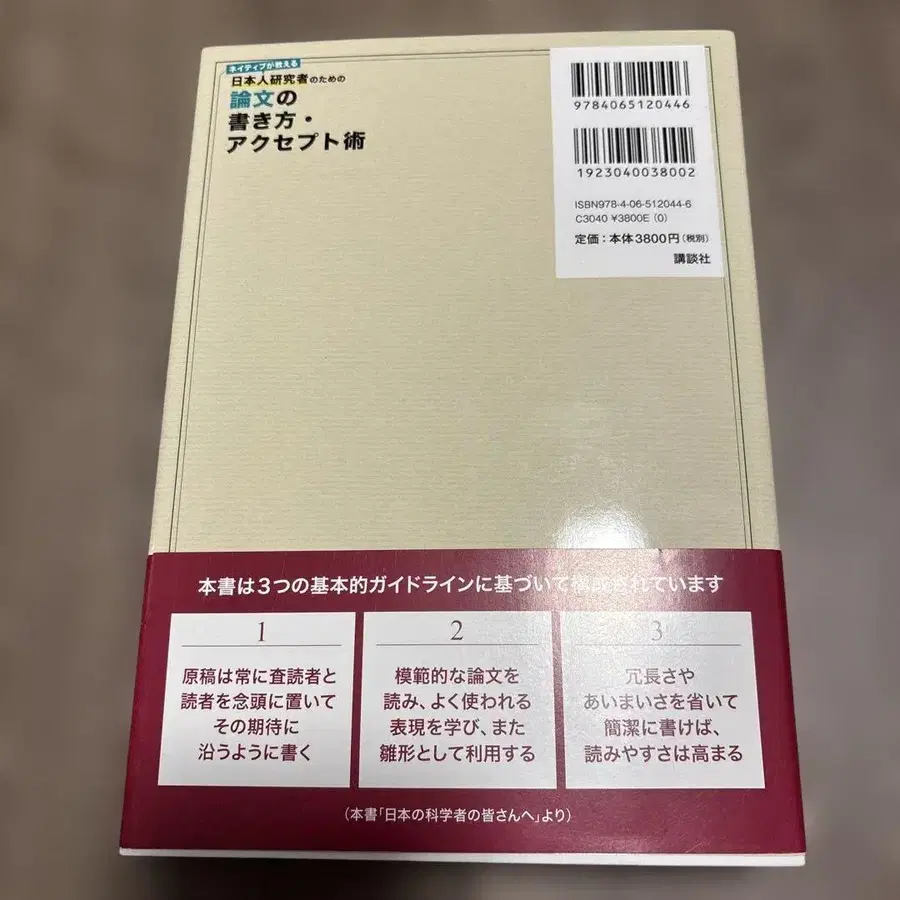 ネイティブが教える
日本人研究者のための
論文の
書き方・
アクセプト術
9784065120446
1923040038002
ISBN978-4-06-512044-6
C3040 ¥3800E (0)
定価:本体3800円(税別)
講談社
本書は3つの基本的ガイドラインに基づいて構成されています
1
原稿は常に査読者と
読者を念頭に置いて
その期待に
沿うように書く
2
模範的な論文を
読み、よく使われる
表現を学び、また
雛形として利用する
3
冗長さや
あいまいさを省いて
簡潔に書けば、
読みやすさは高まる
(本書「日本の科学者の皆さんへ」より)